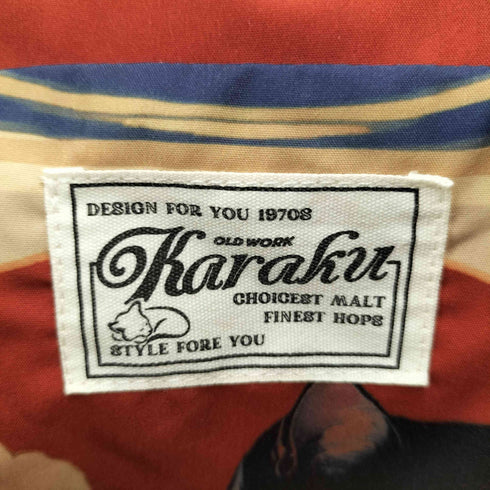 DESIGN FOR YOU 1970S
OLD WORK
Karaku
CHOICEST MALT
FINEST HOPS
STYLE FORE YOU